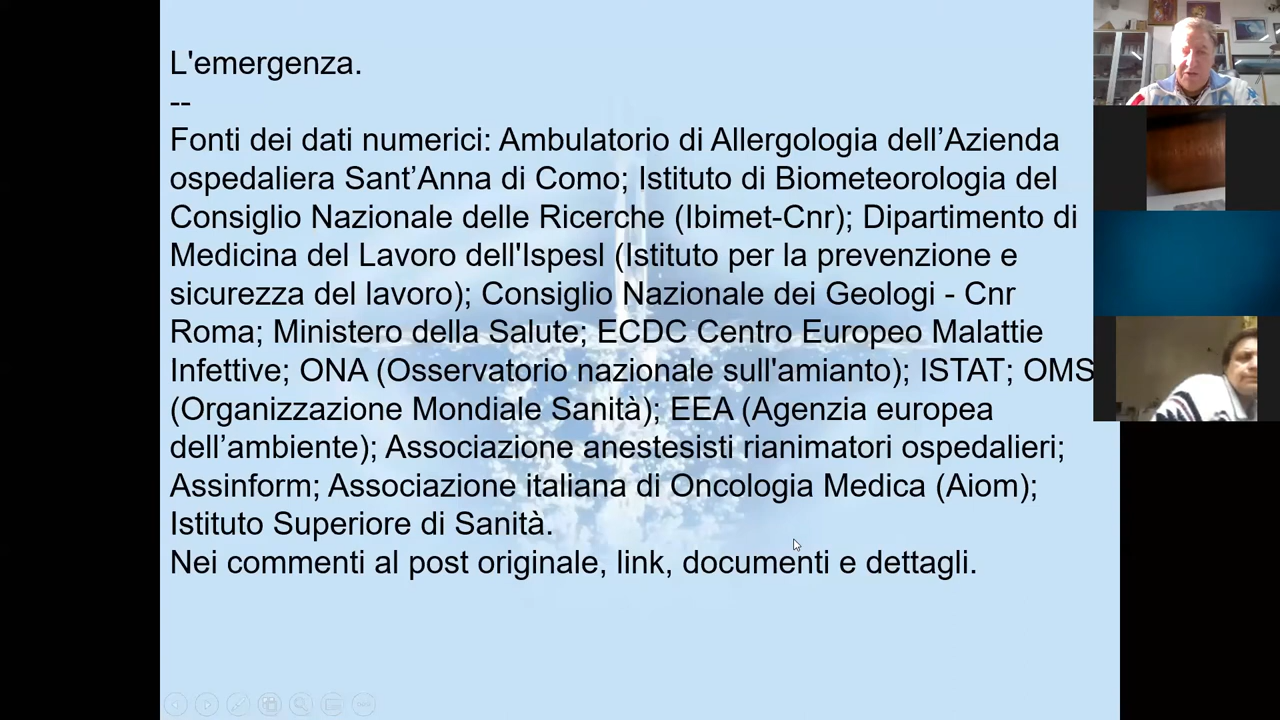 L'emergenza.
--
Fonti dei dati numerici: Ambulatorio di Allergologia dell’Azienda
ospedaliera Sant’Anna di Como; Istituto di Biometeorologia del
Consiglio Nazionale delle Ricerche (Ibimet-Cnr); Dipartimento di
Medicina del Lavoro dell'Ispesl (Istituto per la prevenzione e
sicurezza del lavoro); Consiglio Nazionale dei Geologi - Cnr
Roma; Ministero della Salute; ECDC Centro Europeo Malattie
Infettive; ONA (Osservatorio nazionale sull'amianto); ISTAT; OMS
(Organizzazione Mondiale Sanità); EEA (Agenzia europea
dell’ambiente); Associazione anestesisti rianimatori ospedalieri;
Assinform; Associazione italiana di Oncologia Medica (Aiom);
Istituto Superiore di Sanità.
Nei commenti al post originale, link, documenti e dettagli.